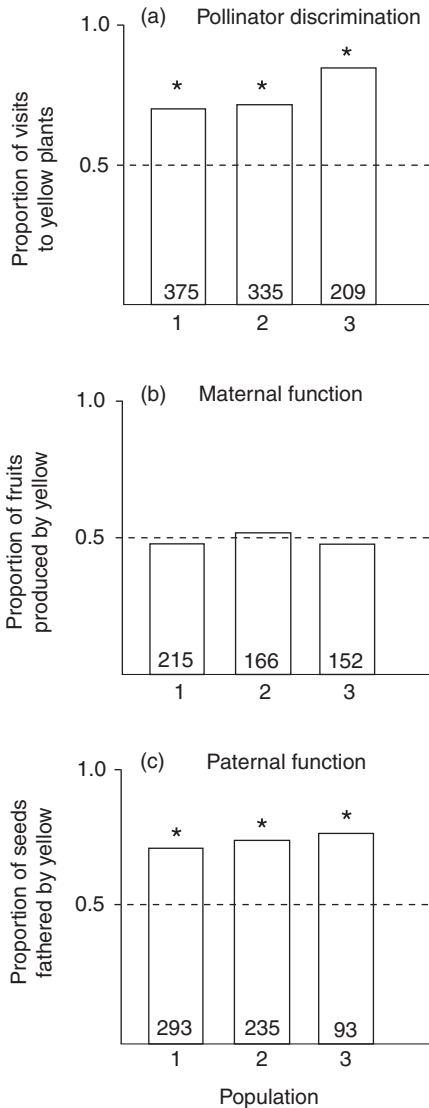 (a) Pollinator discrimination
1.0
0.5
Proportion of visits
to yellow plants
* * *
375 335 209
1 2 3
(b) Maternal function
1.0
0.5
Proportion of fruits
produced by yellow
215 166 152
1 2 3
(c) Paternal function
1.0
0.5
Proportion of seeds
fathered by yellow
* * *
293 235 93
1 2 3
Population